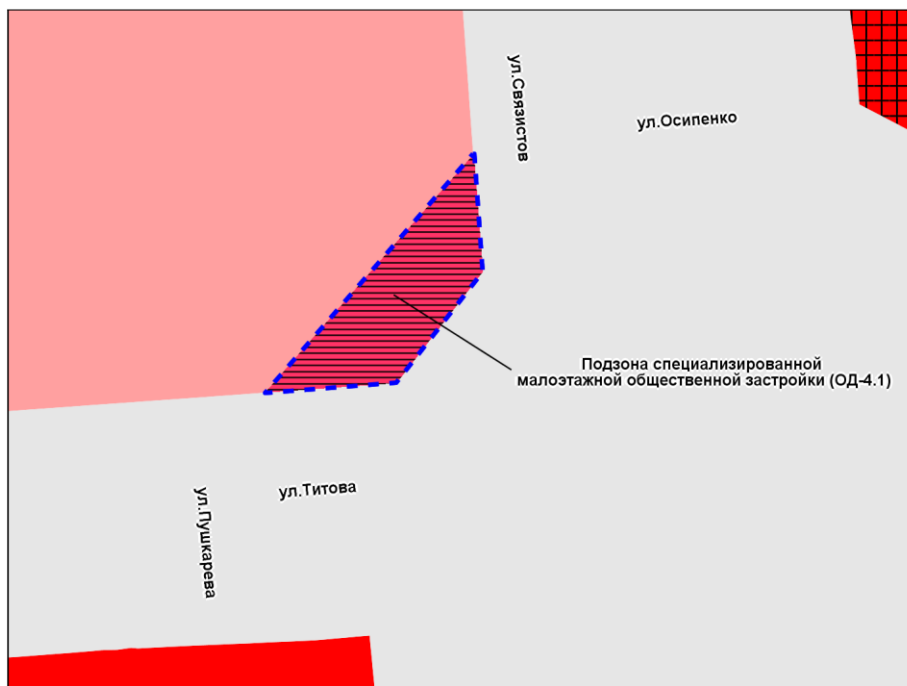 ул.Связистов
ул.Осипенко
Подзона специализированной
малоэтажной общественной застройки (ОД-4.1)
ул.Титова
ул.Пушкарева